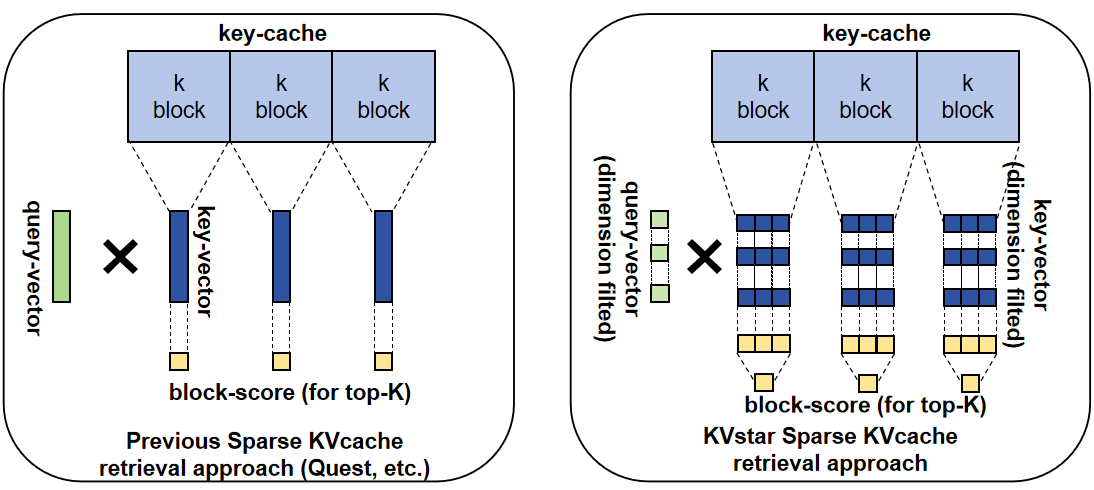 key-cache
k
block
k
block
k
block
query-vector
key-vector
block-score (for top-K)
Previous Sparse KVcache
retrieval approach (Quest, etc.)
key-cache
k
block
k
block
k
block
query-vector
(dimension filted)
key-vector
(dimension filted)
block-score (for top-K)
KVstar Sparse KVcache
retrieval approach